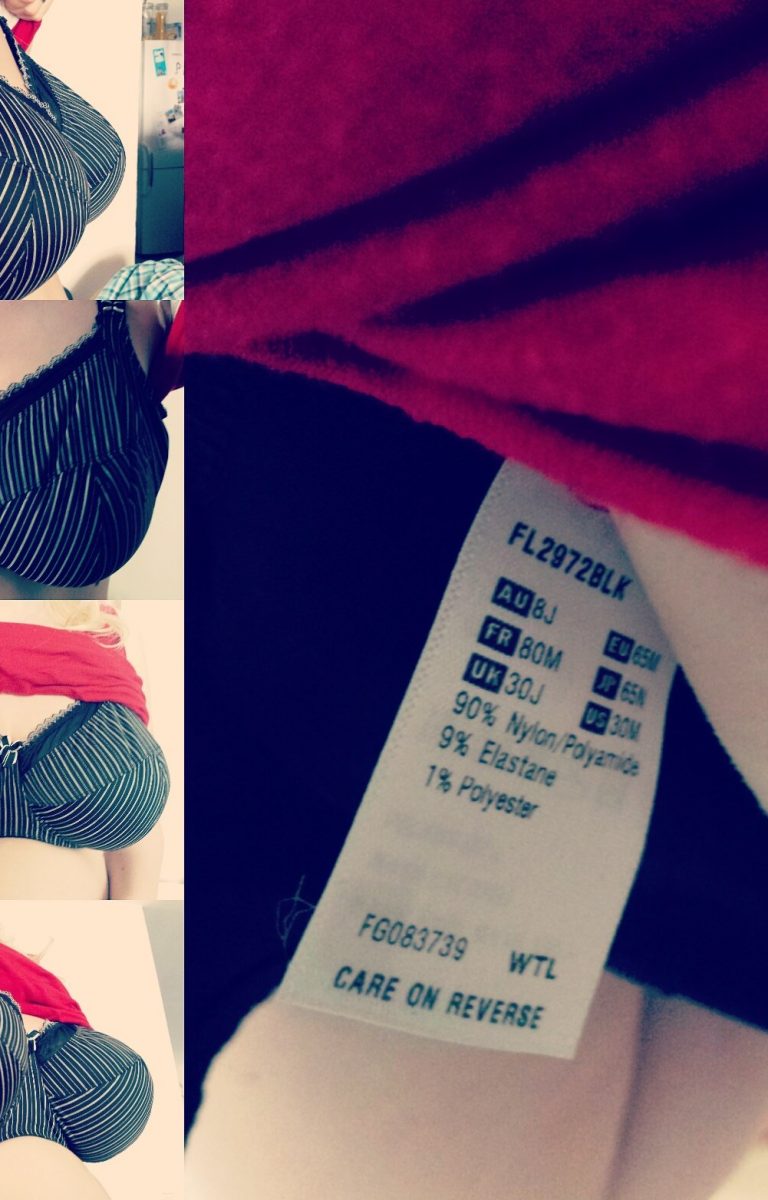 FL2972BLK
AU 8J EU 65M
FR 80M JP 65N
UK 30J US 30M
90% Nylon/Polyamide
9% Elastane
1% Polyester
FG083739 WTL
CARE ON REVERSE